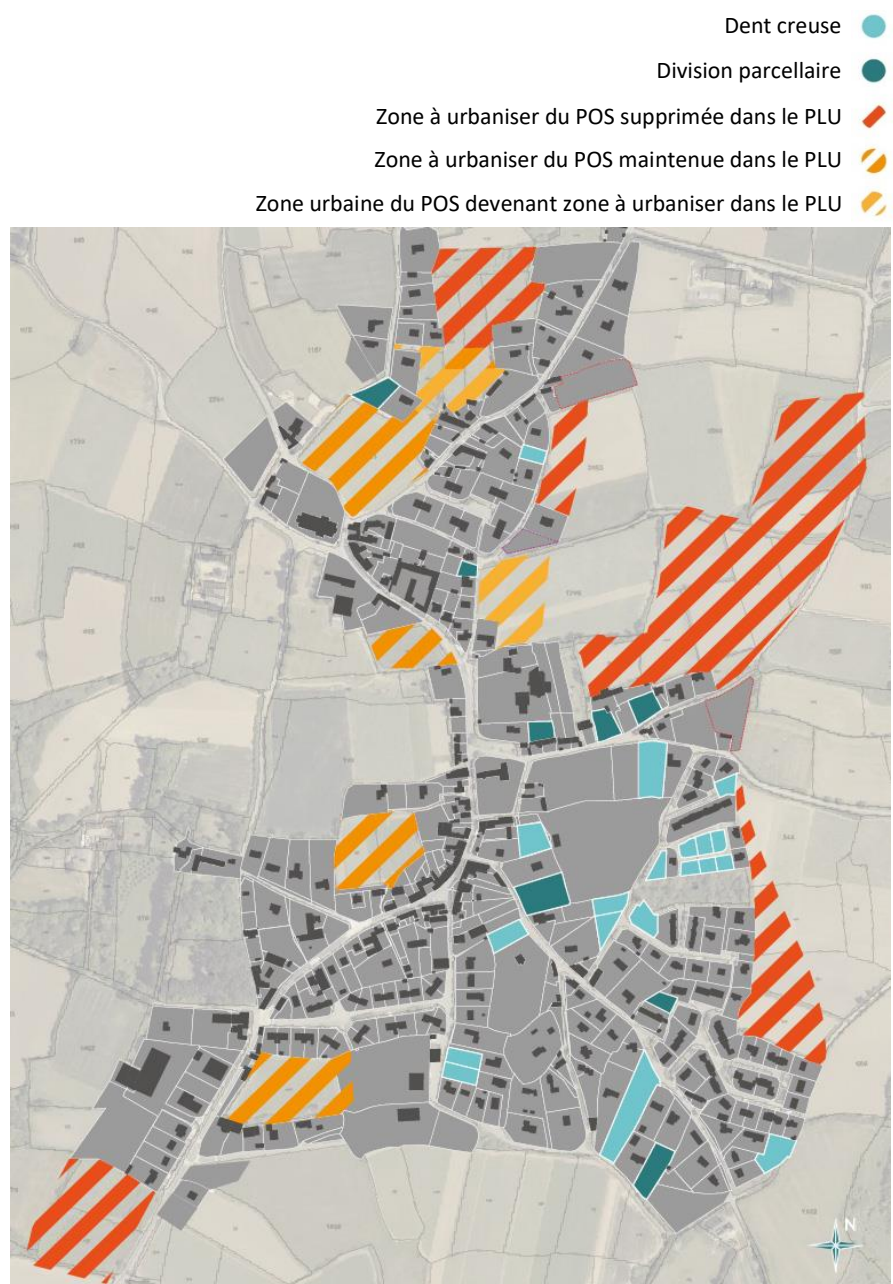 Dent creuse
Division parcellaire
Zone à urbaniser du POS supprimée dans le PLU
Zone à urbaniser du POS maintenue dans le PLU
Zone urbaine du POS devenant zone à urbaniser dans le PLU
N